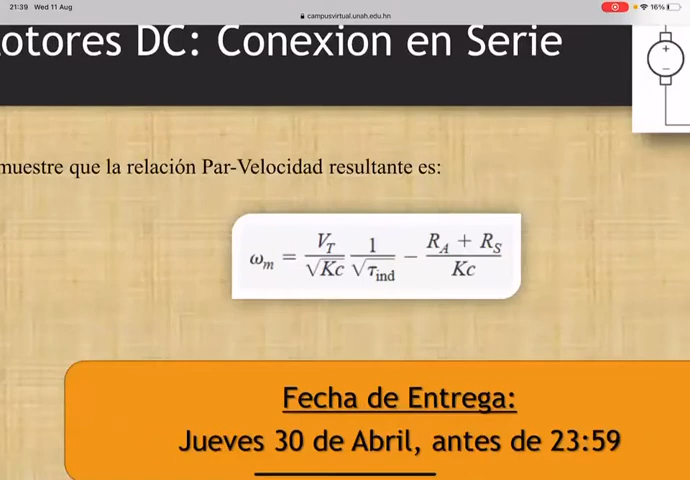 21:39 Wed 11 Aug
campusvirtual.unah.edu.hn
16%
otores DC: Conexion en Serie
muestre que la relación Par-Velocidad resultante es:
ω_m = V_T/√Kc 1/√τ_ind − (R_A + R_S)/Kc
Fecha de Entrega:
Jueves 30 de Abril, antes de 23:59